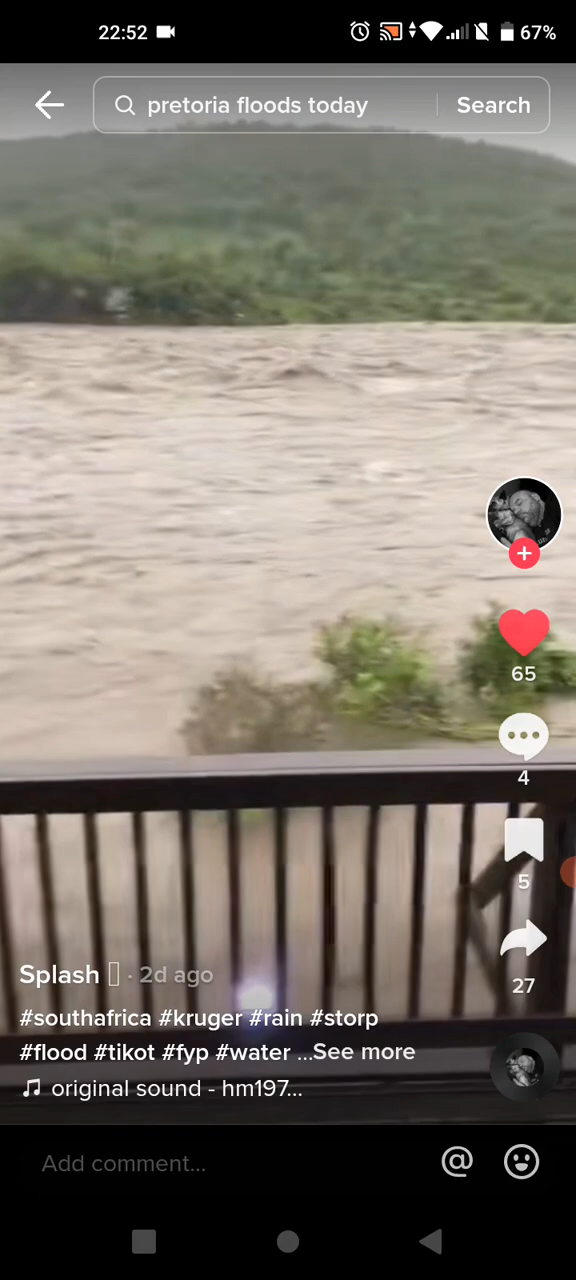 22:52
67%
pretoria floods today
Search
65
4
5
27
Splash · 2d ago
#southafrica #kruger #rain #storp
#flood #tikot #fyp #water ...See more
original sound - hm197...
Add comment...